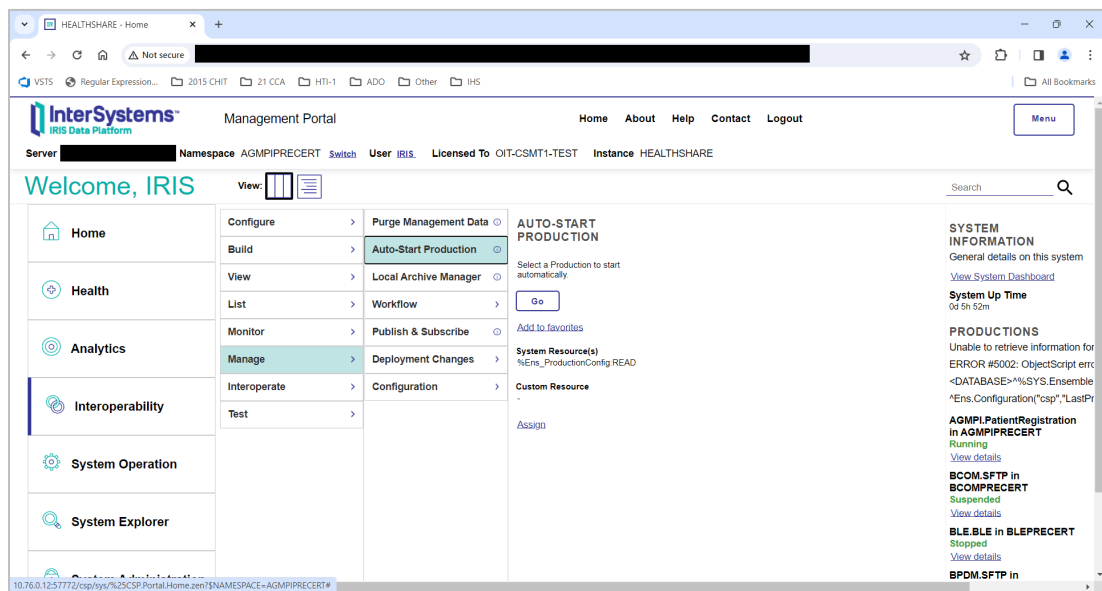 HEALTHSHARE - Home
Not secure
VSTS Regular Expression... 2015 CHIT 21 CCA HTI-1 ADO Other IHS All Bookmarks
InterSystems™
IRIS Data Platform
Management Portal
Home About Help Contact Logout
Menu
Server Namespace AGMPIPRECERT Switch User IRIS Licensed To OIT-CSMT1-TEST Instance HEALTHSHARE
Welcome, IRIS
View:
Search
Home
Health
Analytics
Interoperability
System Operation
System Explorer
System Administration
Configure
Build
View
List
Monitor
Manage
Interoperate
Test
Purge Management Data
Auto-Start Production
Local Archive Manager
Workflow
Publish & Subscribe
Deployment Changes
Configuration
AUTO-START
PRODUCTION
Select a Production to start
automatically.
Go
Add to favorites
System Resource(s)
%Ens_ProductionConfig:READ
Custom Resource
-
Assign
SYSTEM
INFORMATION
General details on this system
View System Dashboard
System Up Time
0d 5h 52m
PRODUCTIONS
Unable to retrieve information for
ERROR #5002: ObjectScript erro
<DATABASE>^%SYS.Ensemble
^Ens.Configuration("csp","LastPr
AGMPI.PatientRegistration
in AGMPIPRECERT
Running
View details
BCOM.SFTP in
BCOMPRECERT
Suspended
View details
BLE.BLE in BLEPRECERT
Stopped
View details
BPDM.SFTP in
10.76.0.12:57772/csp/sys/%25CSP.Portal.Home.zen?$NAMESPACE=AGMPIPRECERT#